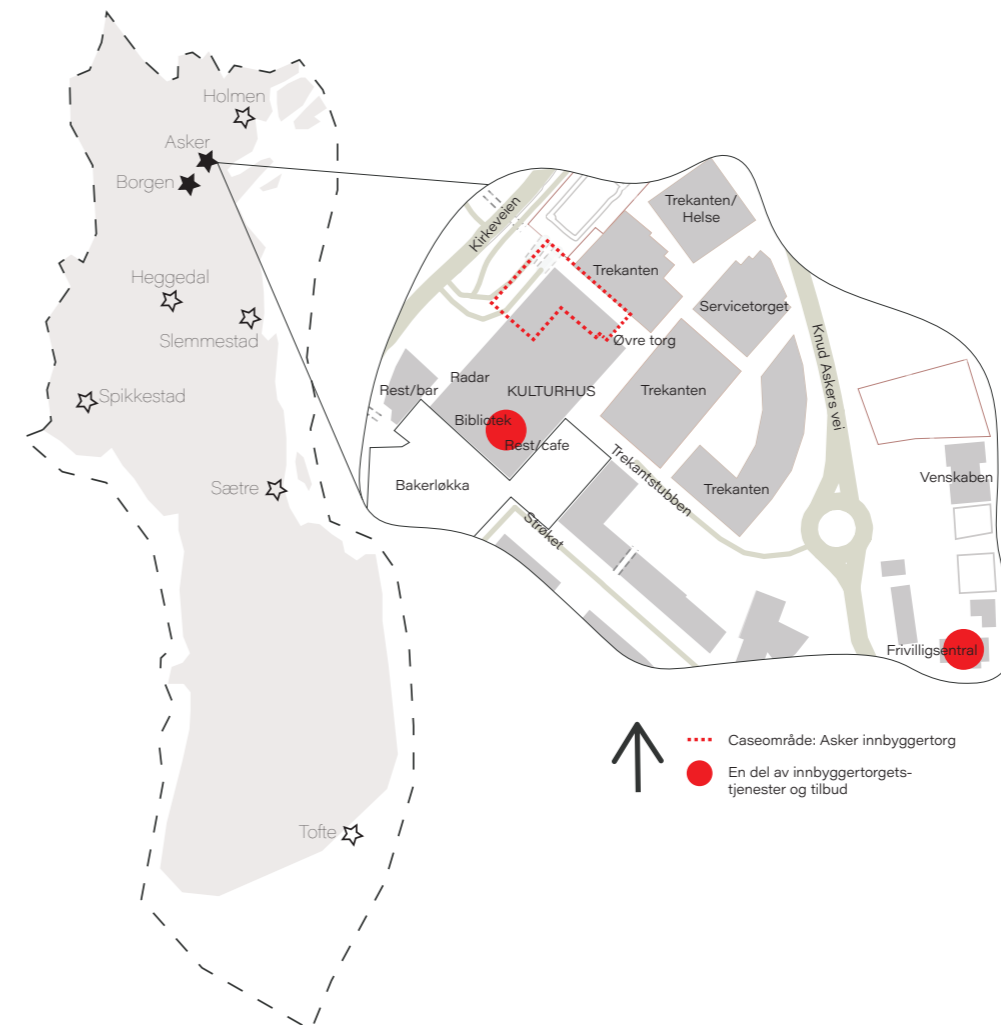 Holmen
Asker
Borgen
Heggedal
Slemmestad
Spikkestad
Sætre
Tofte
Kirkeveien
Trekanten/
Helse
Trekanten
Servicetorget
Øvre torg
Knud Askers vei
Rest/bar
Radar
KULTURHUS
Trekanten
Bibliotek
Rest/cafe
Bakerløkka
Trekantstubben
Trekanten
Venskaben
Strøket
Frivilligsentral
Caseområde: Asker innbyggertorg
En del av innbyggertorgets-
tjenester og tilbud